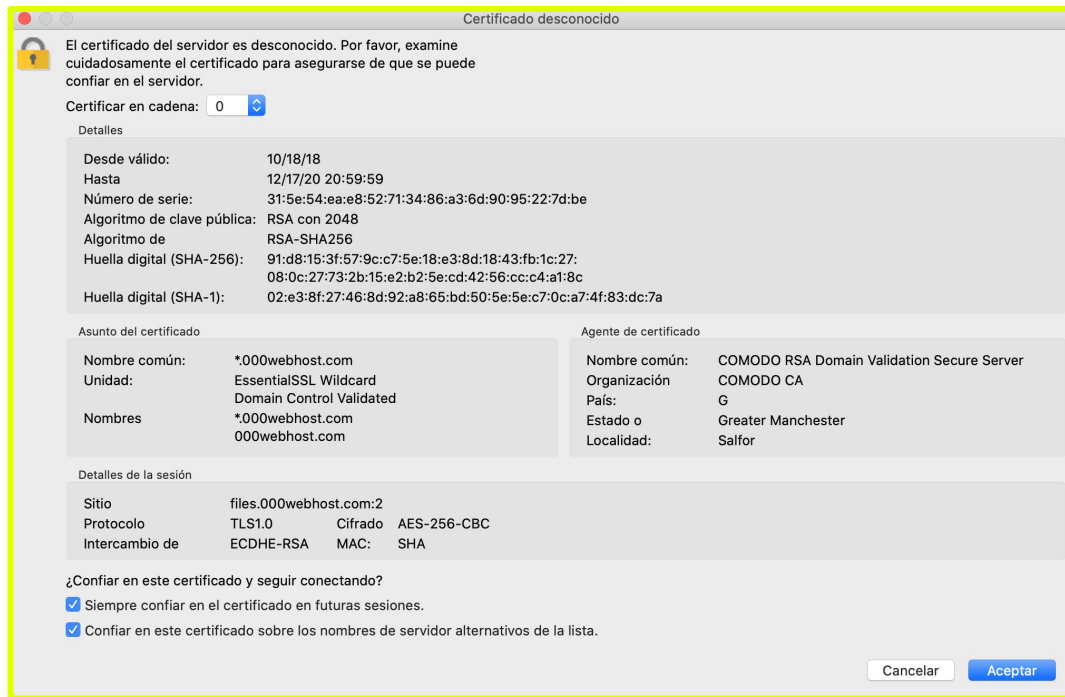 Certificado desconocido
El certificado del servidor es desconocido. Por favor, examine
cuidadosamente el certificado para asegurarse de que se puede
confiar en el servidor.
Certificar en cadena: 0
Detalles
Desde válido: 10/18/18
Hasta 12/17/20 20:59:59
Número de serie: 31:5e:54:ea:e8:52:71:34:86:a3:6d:90:95:22:7d:be
Algoritmo de clave pública: RSA con 2048
Algoritmo de RSA-SHA256
Huella digital (SHA-256): 91:d8:15:3f:57:9c:c7:5e:18:e3:8d:18:43:fb:1c:27:
08:0c:27:73:2b:15:e2:b2:5e:cd:42:56:cc:c4:a1:8c
Huella digital (SHA-1): 02:e3:8f:27:46:8d:92:a8:65:bd:50:5e:5e:c7:0c:a7:4f:83:dc:7a
Asunto del certificado
Nombre común: *.000webhost.com
Unidad: EssentialSSL Wildcard
Domain Control Validated
Nombres *.000webhost.com
000webhost.com
Agente de certificado
Nombre común: COMODO RSA Domain Validation Secure Server
Organización COMODO CA
País: G
Estado o Greater Manchester
Localidad: Salfor
Detalles de la sesión
Sitio files.000webhost.com:2
Protocolo TLS1.0 Cifrado AES-256-CBC
Intercambio de ECDHE-RSA MAC: SHA
¿Confiar en este certificado y seguir conectando?
Siempre confiar en el certificado en futuras sesiones.
Confiar en este certificado sobre los nombres de servidor alternativos de la lista.
Cancelar Aceptar